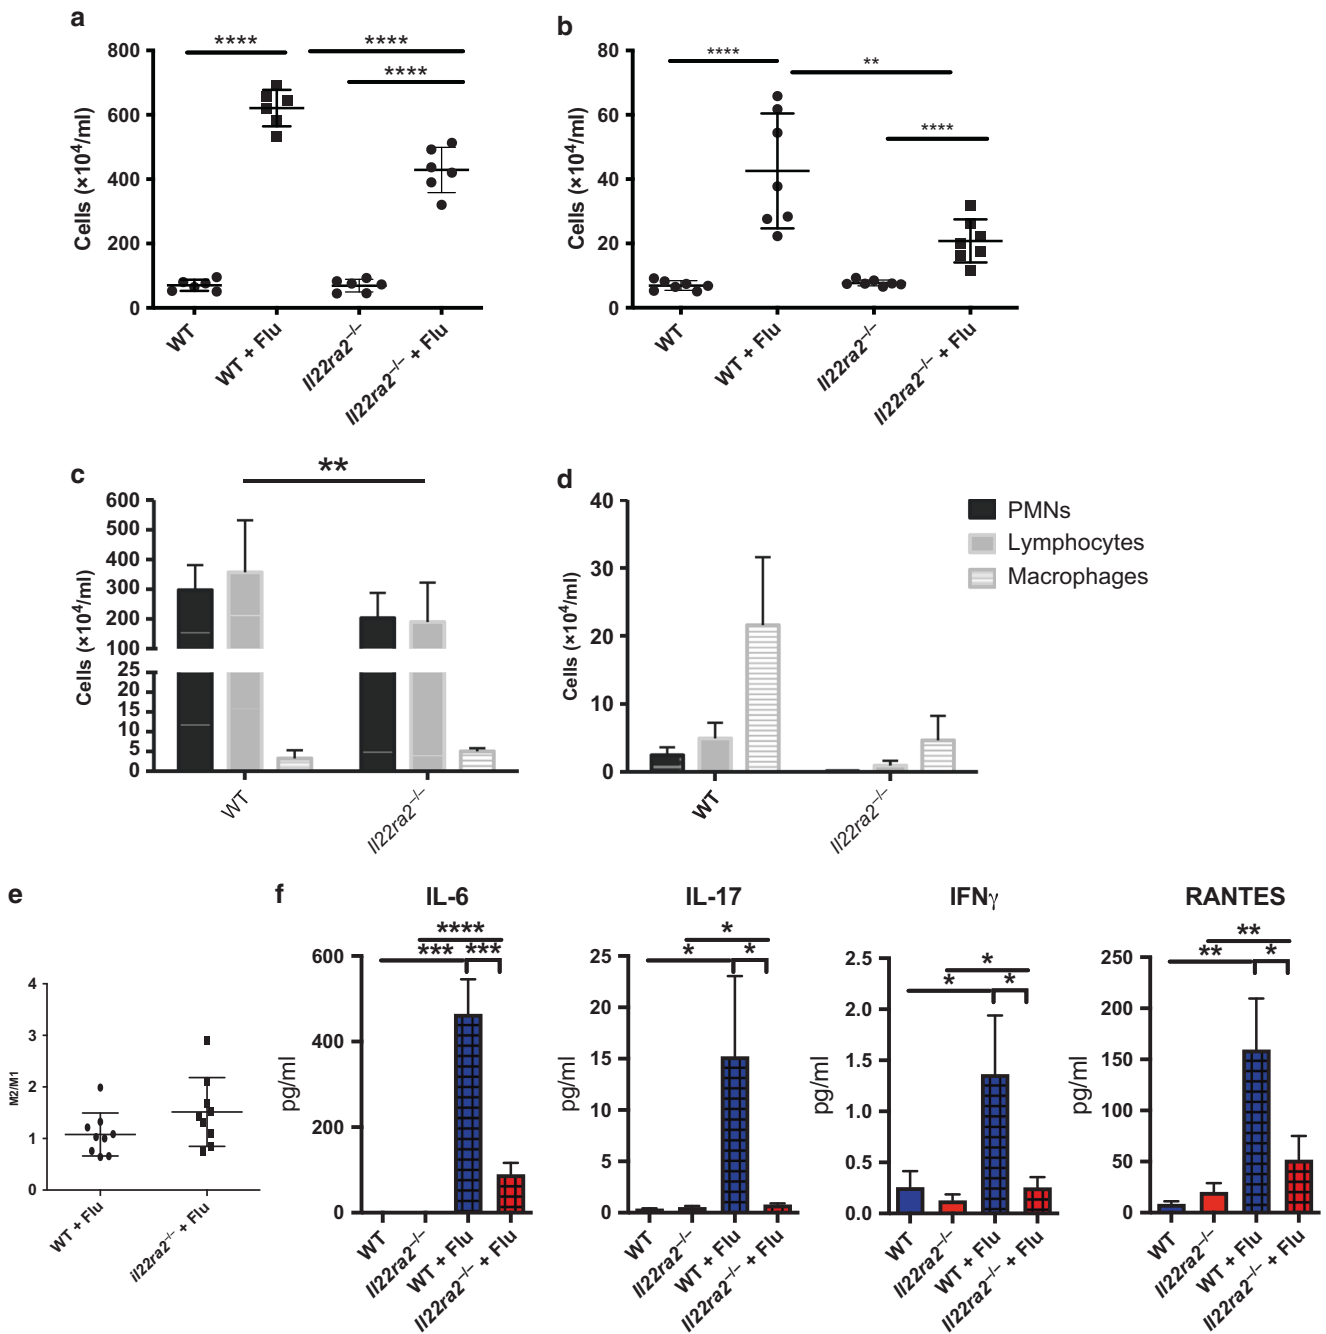 a
Cells (×10⁴/ml)
800
600
400
200
0
****
****
****
WT
WT + Flu
Il22ra2⁻/⁻
Il22ra2⁻/⁻ + Flu
b
Cells (×10⁴/ml)
80
60
40
20
0
****
**
****
WT
WT + Flu
Il22ra2⁻/⁻
Il22ra2⁻/⁻ + Flu
c
Cells (×10⁴/ml)
600
500
400
300
200
100
25
20
15
10
5
0
**
WT
Il22ra2⁻/⁻
d
Cells (×10⁴/ml)
40
30
20
10
0
WT
Il22ra2⁻/⁻
PMNs
Lymphocytes
Macrophages
e
M2/M1
4
3
2
1
0
WT + Flu
il22ra2⁻/⁻ + Flu
f
IL-6
pg/ml
600
400
200
0
****
*** ***
WT
Il22ra2⁻/⁻
WT + Flu
Il22ra2⁻/⁻ + Flu
IL-17
pg/ml
25
20
15
10
5
0
*
* *
WT
Il22ra2⁻/⁻
WT + Flu
Il22ra2⁻/⁻ + Flu
IFNγ
pg/ml
2.5
2.0
1.5
1.0
0.5
0.0
*
* *
WT
Il22ra2⁻/⁻
WT + Flu
Il22ra2⁻/⁻ + Flu
RANTES
pg/ml
250
200
150
100
50
0
**
** *
WT
Il22ra2⁻/⁻
WT + Flu
Il22ra2⁻/⁻ + Flu